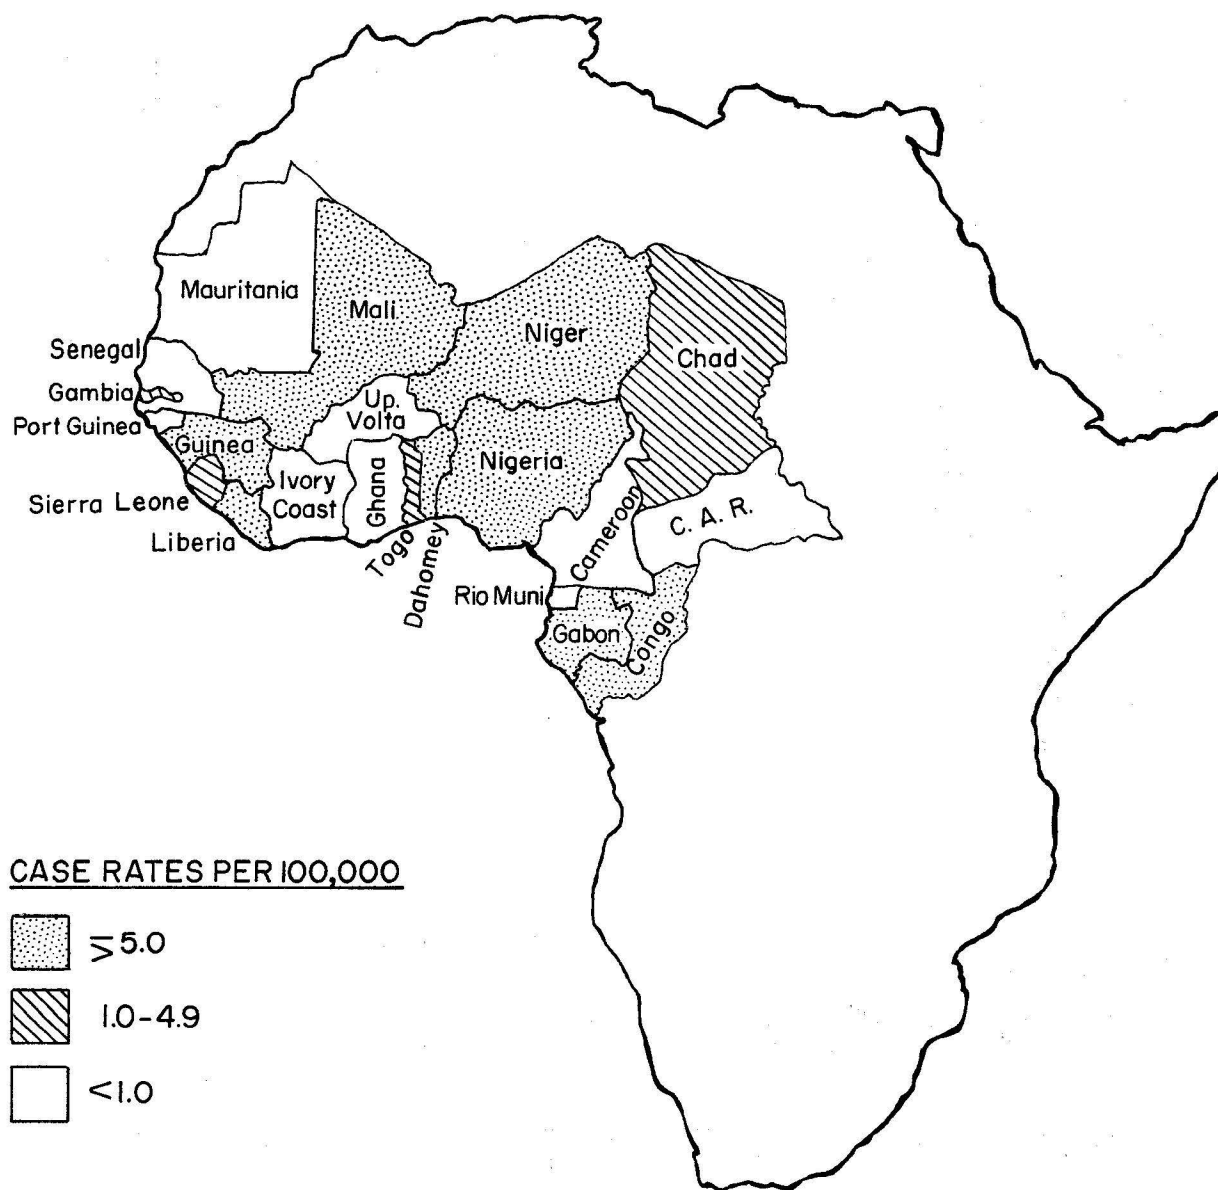 Mauritania
Mali
Niger
Chad
Senegal
Gambia
Port Guinea
Guinea
Up.
Volta
Nigeria
Sierra Leone
Ivory
Coast
Ghana
Liberia
Togo
Dahomey
Cameroon
C. A. R.
Rio Muni
Gabon
Congo
CASE RATES PER 100,000
≥5.0
1.0-4.9
<1.0